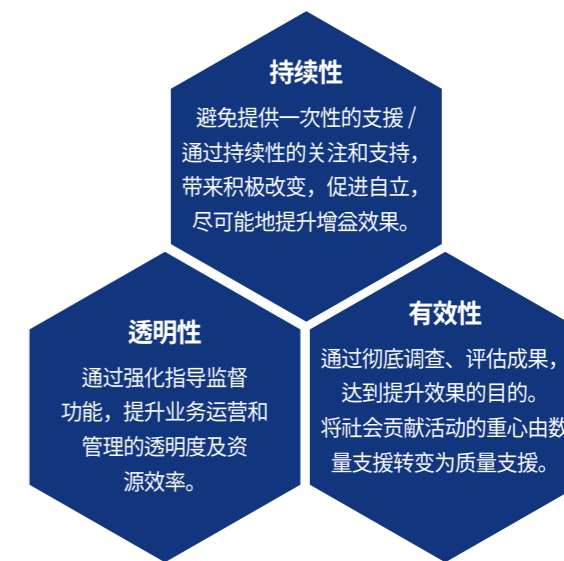 持续性
避免提供一次性的支援 /
通过持续性的关注和支持，
带来积极改变，促进自立，
尽可能地提升增益效果。
透明性
通过强化指导监督
功能，提升业务运营和
管理的透明度及资
源效率。
有效性
通过彻底调查、评估成果，
达到提升效果的目的。
将社会贡献活动的重心由数
量支援转变为质量支援。